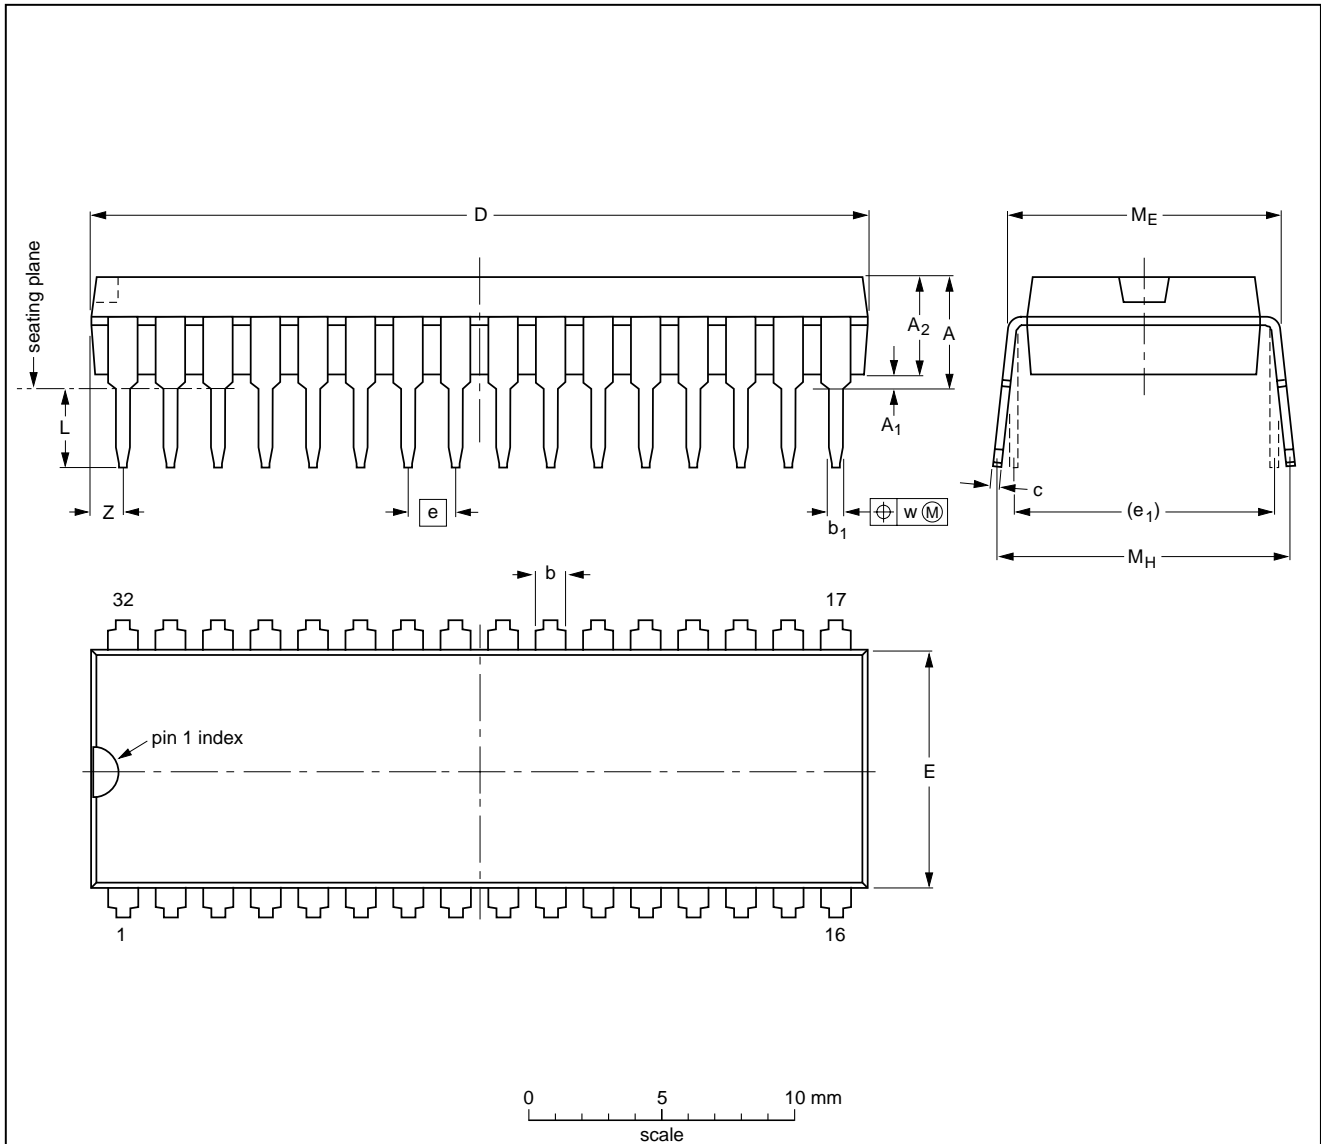 D
M_E
seating plane
A_2
A
L
A_1
Z
e
b_1
w M
c
(e_1)
M_H
b
32
17
pin 1 index
E
1
16
0
5
10 mm
scale